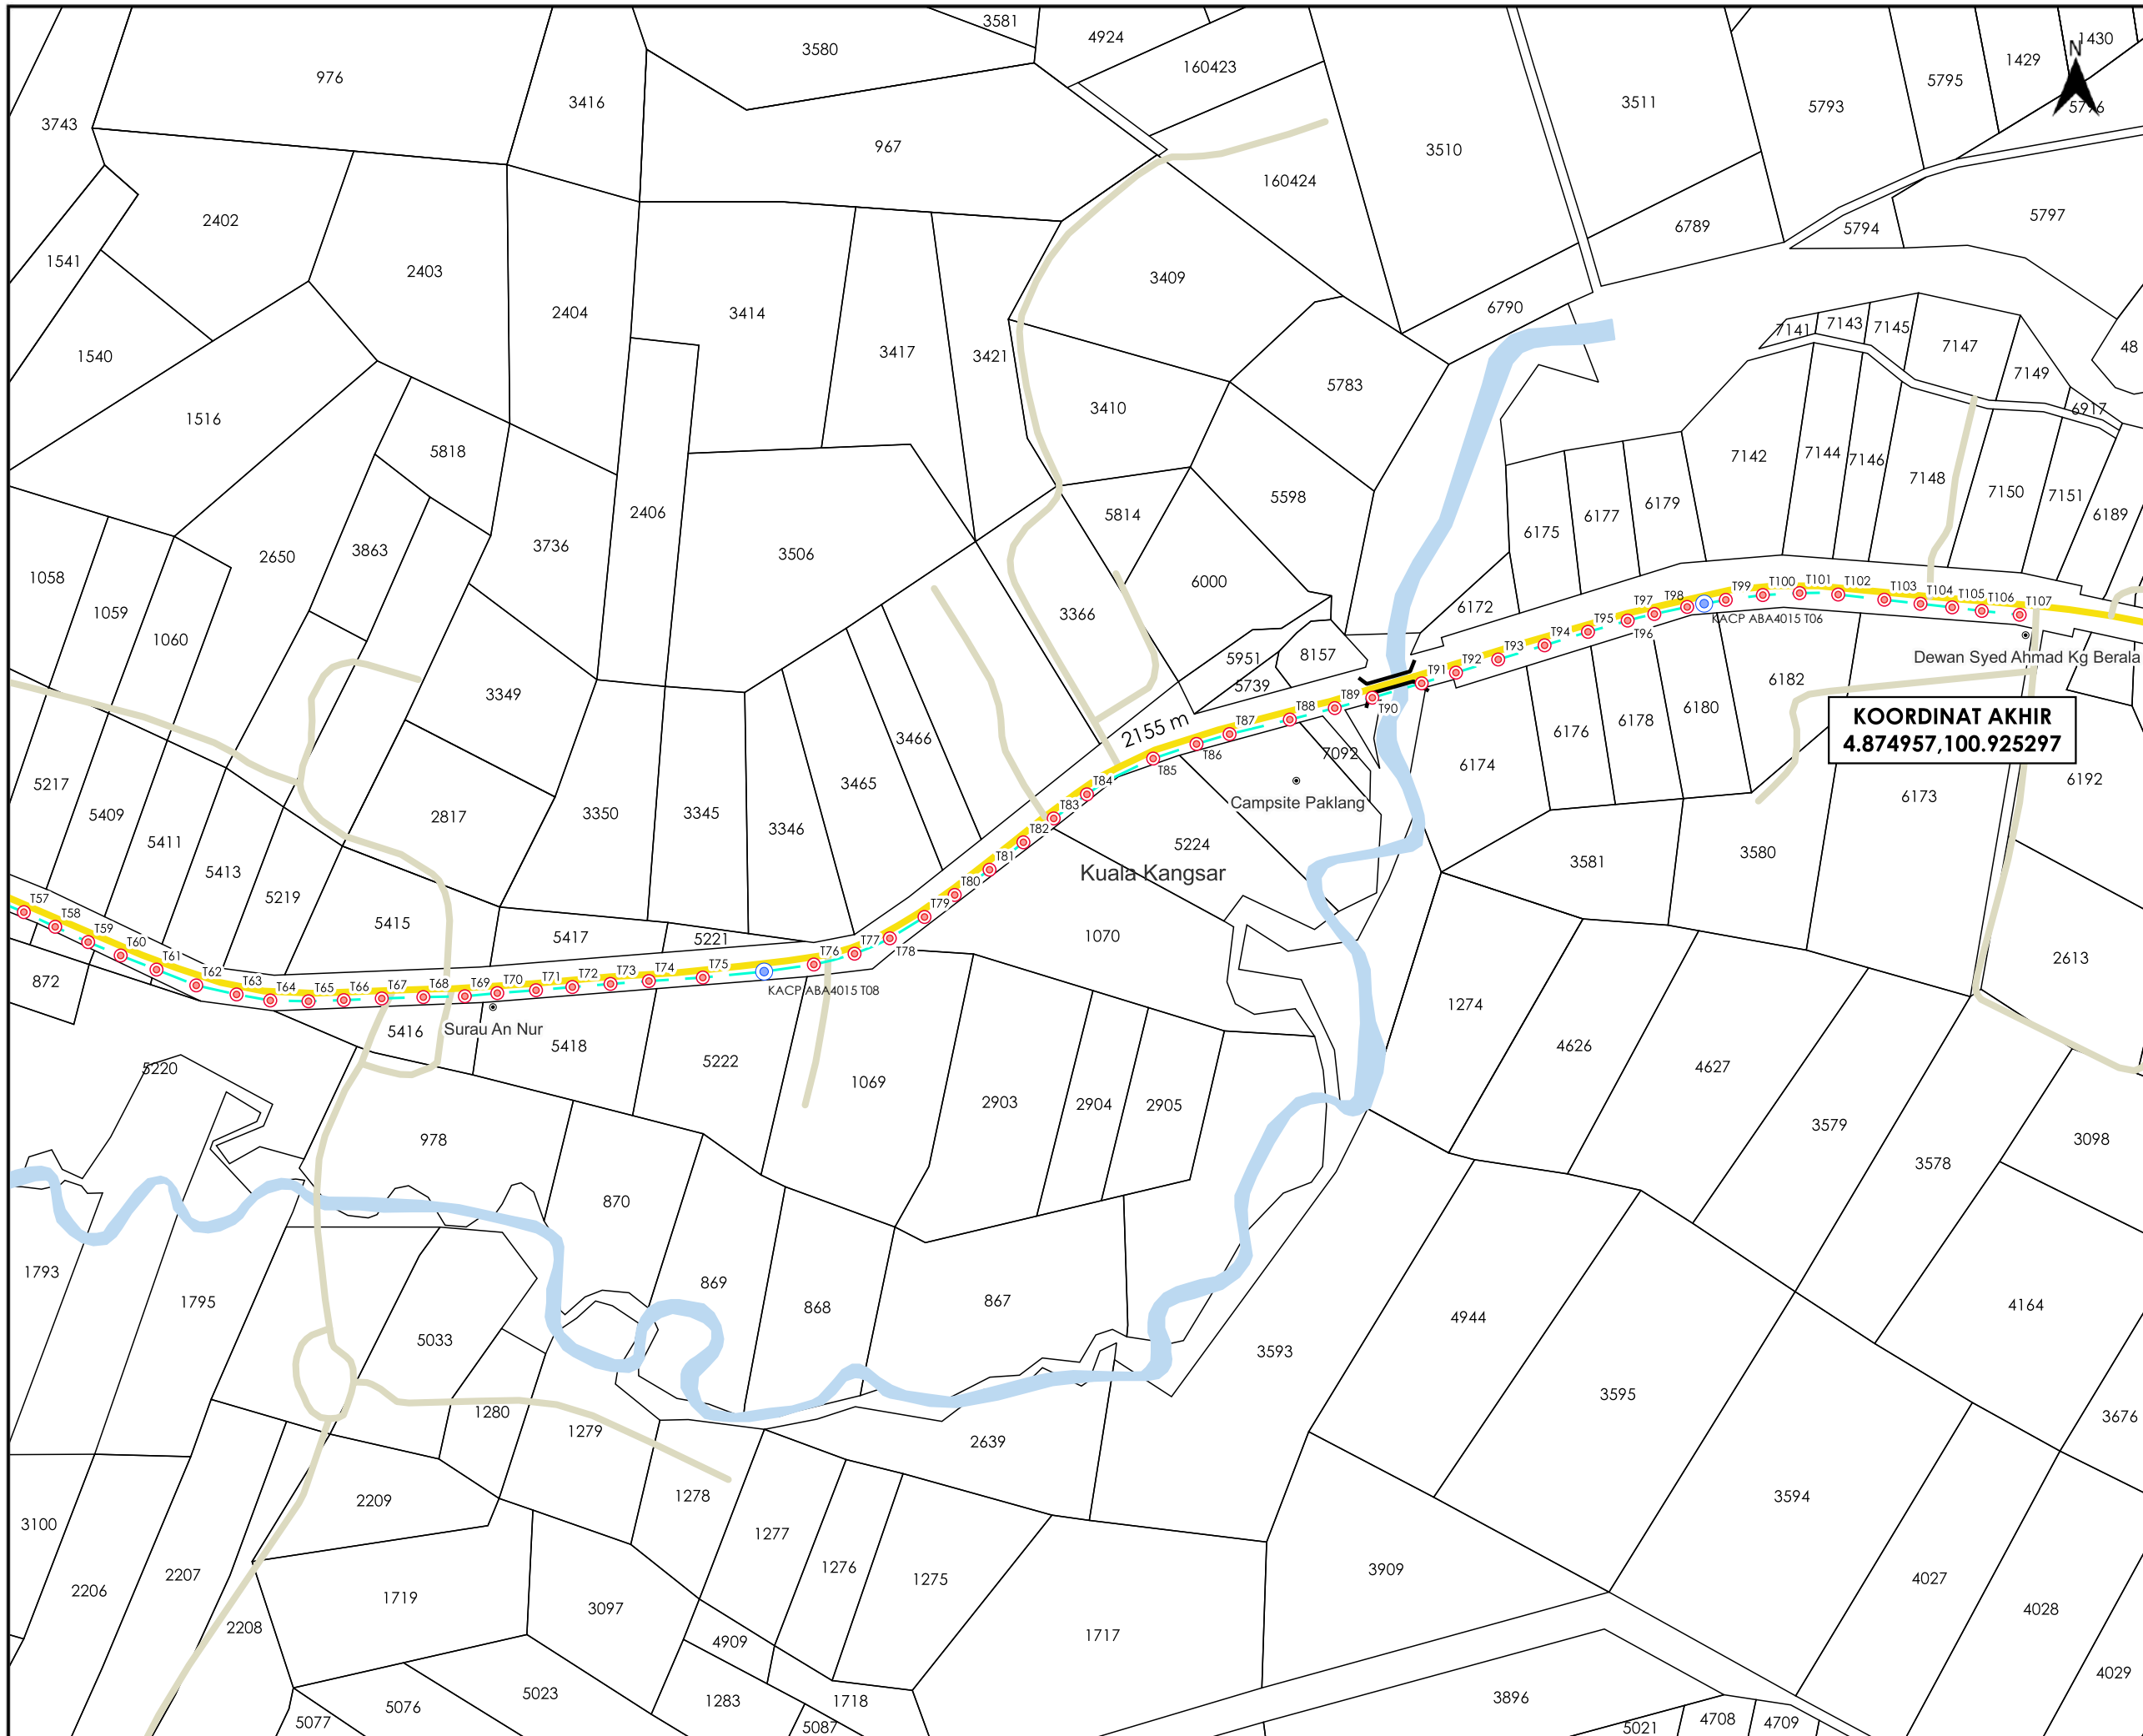 3581
4924
3580
976
160423
3416
3743
967
3511
5793
5795
1429
1430
N
5796
3510
160424
2402
6789
5794
5797
1541
2403
3409
2404
3414
6790
1540
3417
3421
7141
7143
7145
7147
7149
48
1516
3410
5783
6917
5818
7142
7144
7146
7148
7150
7151
6189
2406
5598
5814
6175
6177
6179
2650
3863
3736
3506
1058
1059
1060
6000
3366
6172
T97
T98
T99
T100
T101
T102
T103
T104
T105
T106
T107
KACP ABA4015 T06
T96
T95
T94
T93
T92
T91
Dewan Syed Ahmad Kg Berala
5951
8157
5739
3349
6182
T90
T89
T88
T87
T86
T85
2155 m
KOORDINAT AKHIR
4.874957,100.925297
6176
6178
6180
7092
3466
6174
5217
5409
5411
3465
Campsite Paklang
6192
6173
2817
3350
3345
3346
T84
T83
T82
T81
T80
T79
T78
T77
T76
5224
Kuala Kangsar
3581
3580
5413
5219
5415
5417
5221
1070
T57
T58
T59
T60
T61
T62
T63
T64
T65
T66
T67
T68
T69
T70
T71
T72
T73
T74
T75
KACP ABA4015 T08
872
2613
5416
Surau An Nur
5418
5222
1274
4626
4627
5220
1069
2903
2904
2905
978
3579
3578
3098
870
1793
1795
869
868
867
5033
3593
4944
4164
3595
3676
1280
1279
2639
2209
1278
3594
3100
2206
2207
1277
1276
1275
3909
4027
2208
1719
3097
4909
1717
4028
4029
5077
5076
5023
1283
1718
5087
3896
5021
4708
4709